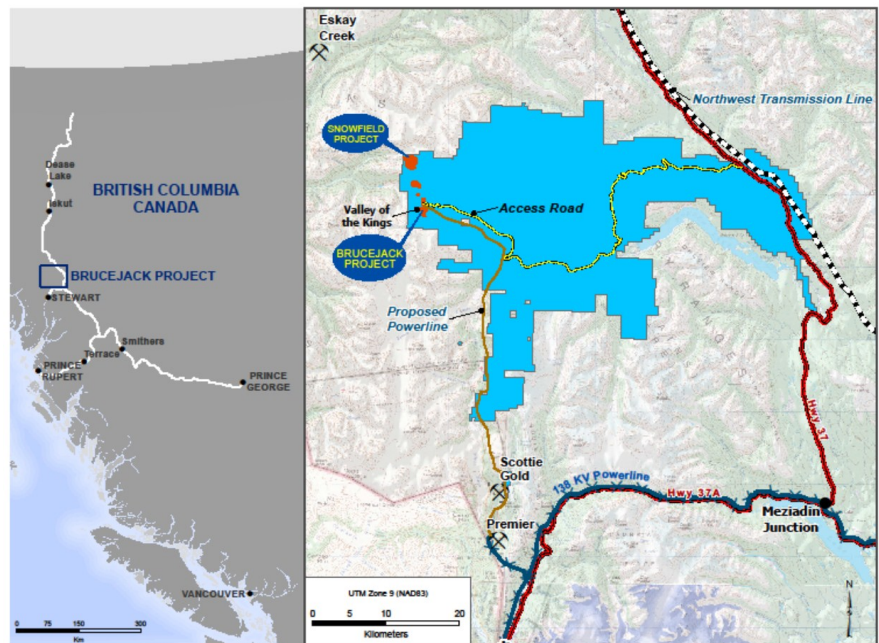 Dease
Lake
Iskut
BRITISH COLUMBIA
CANADA
BRUCEJACK PROJECT
STEWART
Smithers
Terrace
PRINCE
RUPERT
PRINCE
GEORGE
VANCOUVER
0 75 150 300
Km
Eskay
Creek
Northwest Transmission Line
SNOWFIELD
PROJECT
Valley of
the Kings
Access Road
BRUCEJACK
PROJECT
Proposed
Powerline
Hwy 37
Scottie
Gold
138 KV Powerline
Hwy 37A
Premier
Meziadin
Junction
UTM Zone 9 (NAD83)
0 5 10 20
Kilometers
N